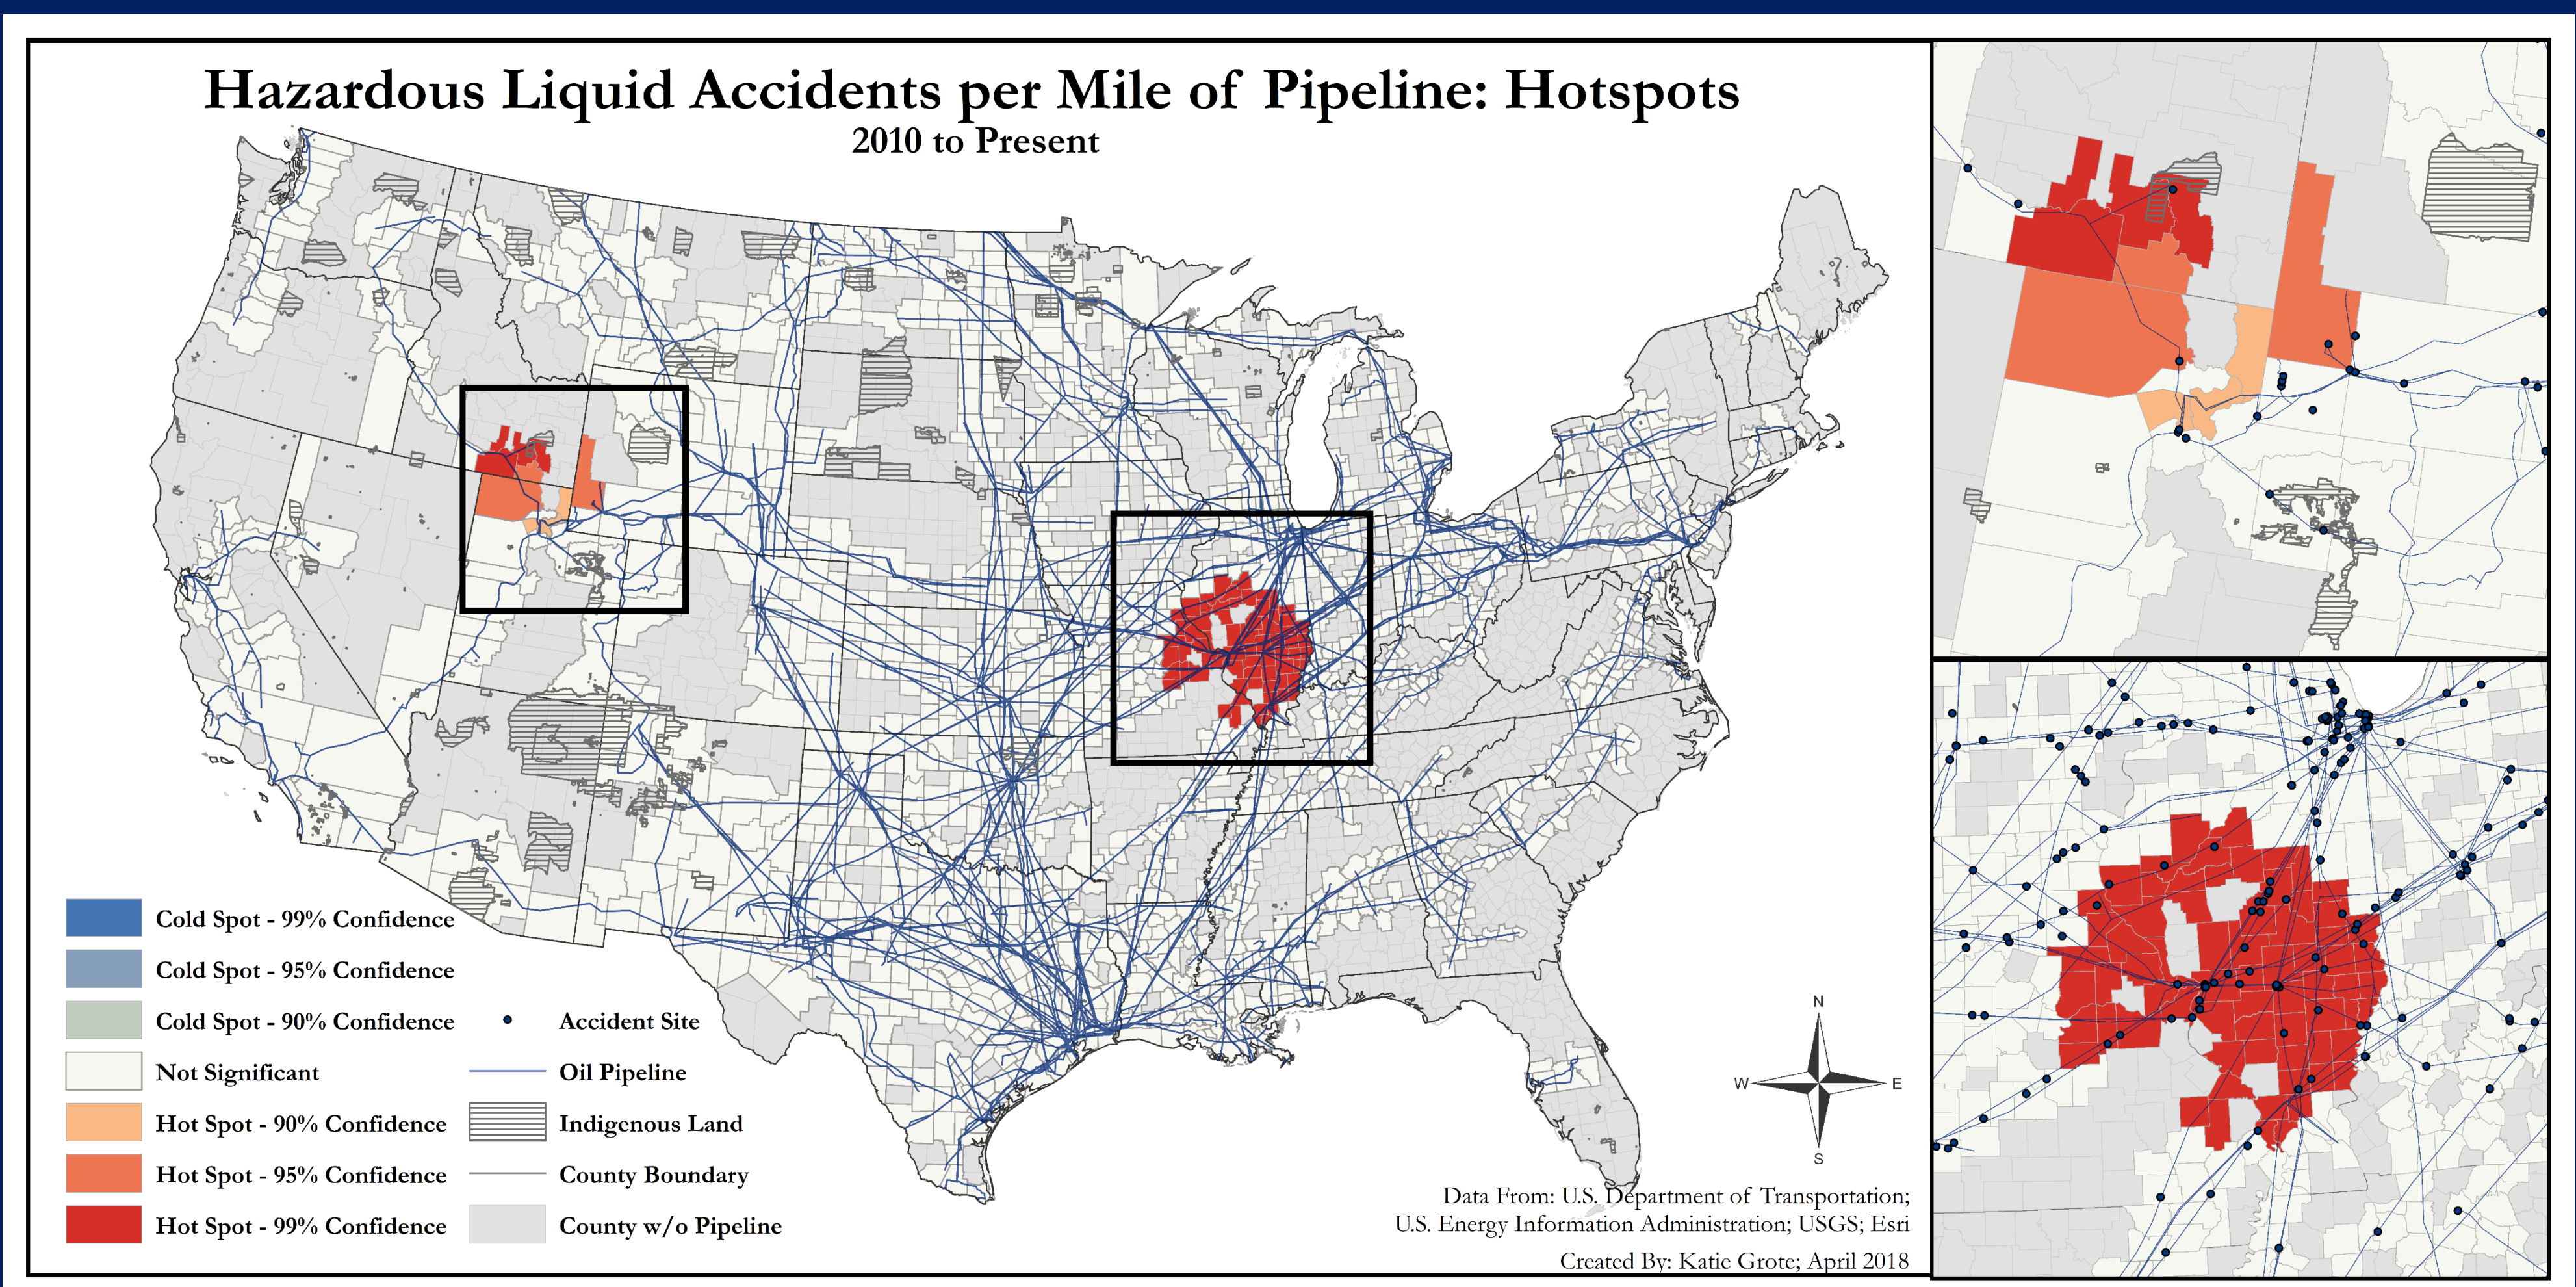 Hazardous Liquid Accidents per Mile of Pipeline: Hotspots
2010 to Present
Cold Spot - 99% Confidence
Cold Spot - 95% Confidence
Cold Spot - 90% Confidence
Not Significant
Hot Spot - 90% Confidence
Hot Spot - 95% Confidence
Hot Spot - 99% Confidence
Accident Site
Oil Pipeline
Indigenous Land
County Boundary
County w/o Pipeline
N
W
E
S
Data From: U.S. Department of Transportation;
U.S. Energy Information Administration; USGS; Esri
Created By: Katie Grote; April 2018